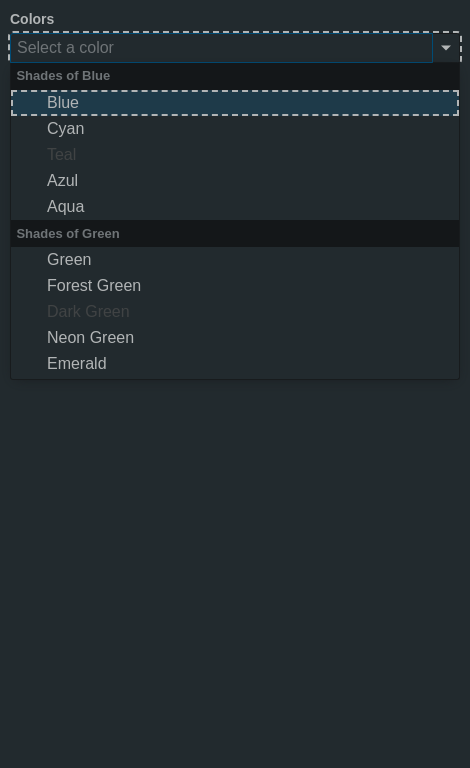 Colors
Select a color
Shades of Blue
Blue
Cyan
Teal
Azul
Aqua
Shades of Green
Green
Forest Green
Dark Green
Neon Green
Emerald